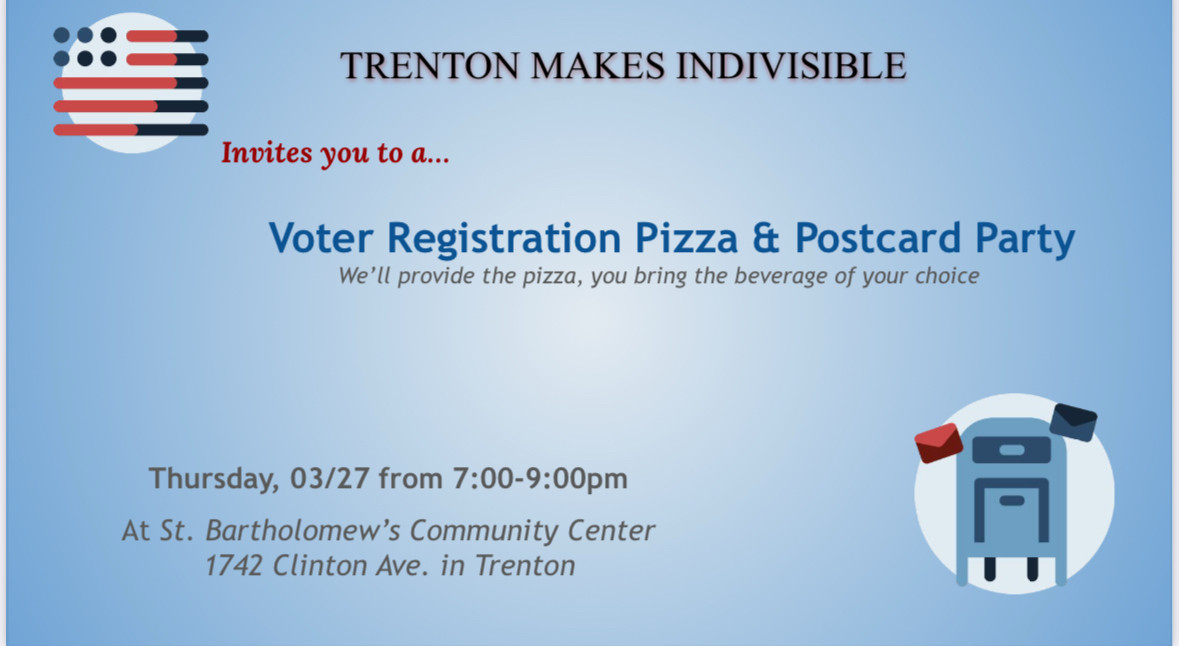 TRENTON MAKES INDIVISIBLE
Invites you to a...
Voter Registration Pizza & Postcard Party
We'll provide the pizza, you bring the beverage of your choice
Thursday, 03/27 from 7:00-9:00pm
At St. Bartholomew's Community Center
1742 Clinton Ave. in Trenton